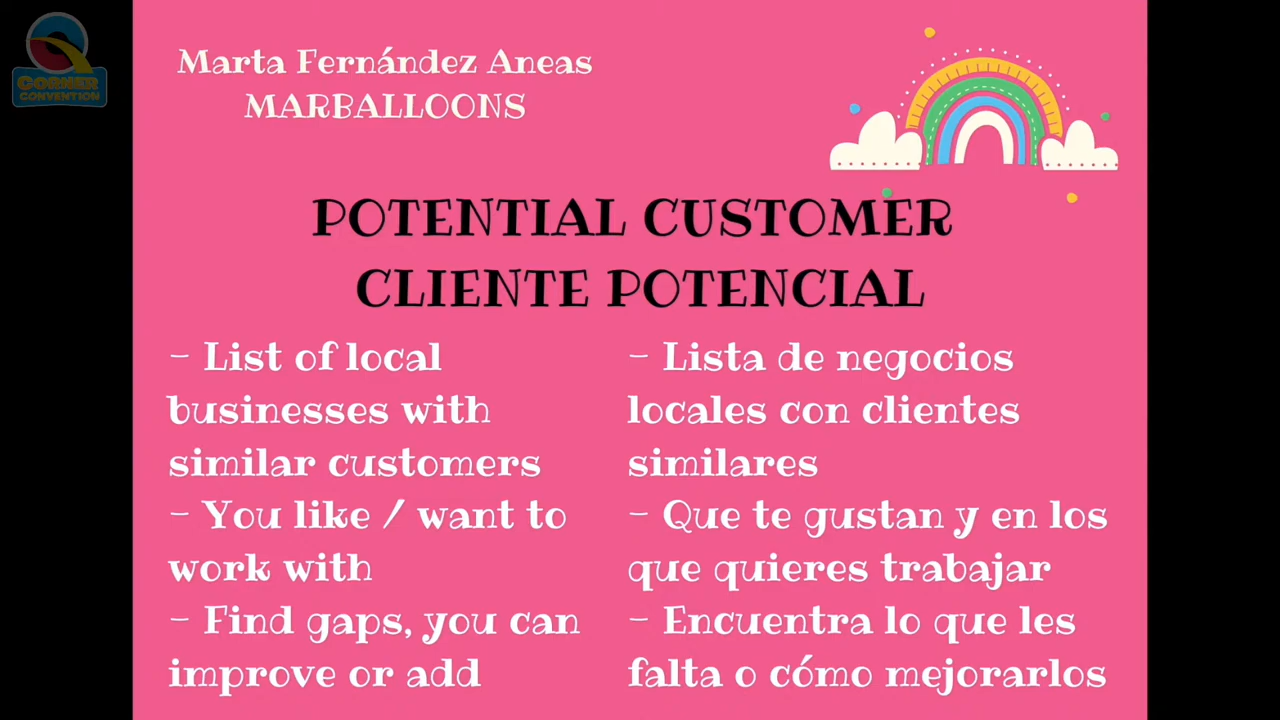 CORNER
CONVENTION
Marta Fernández Aneas
MARBALLOONS
POTENTIAL CUSTOMER
CLIENTE POTENCIAL
- List of local
businesses with
similar customers
- You like / want to
work with
- Find gaps, you can
improve or add
- Lista de negocios
locales con clientes
similares
- Que te gustan y en los
que quieres trabajar
- Encuentra lo que les
falta o cómo mejorarlos